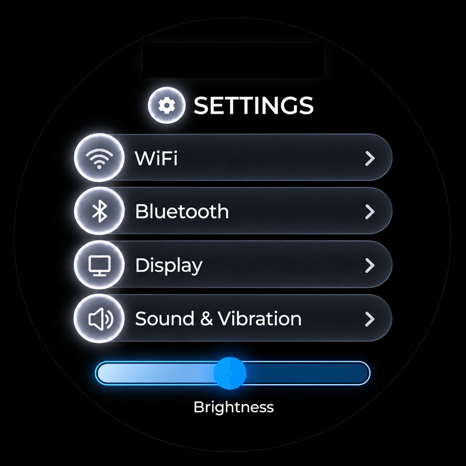 SETTINGS
WiFi
Bluetooth
Display
Sound & Vibration
Brightness